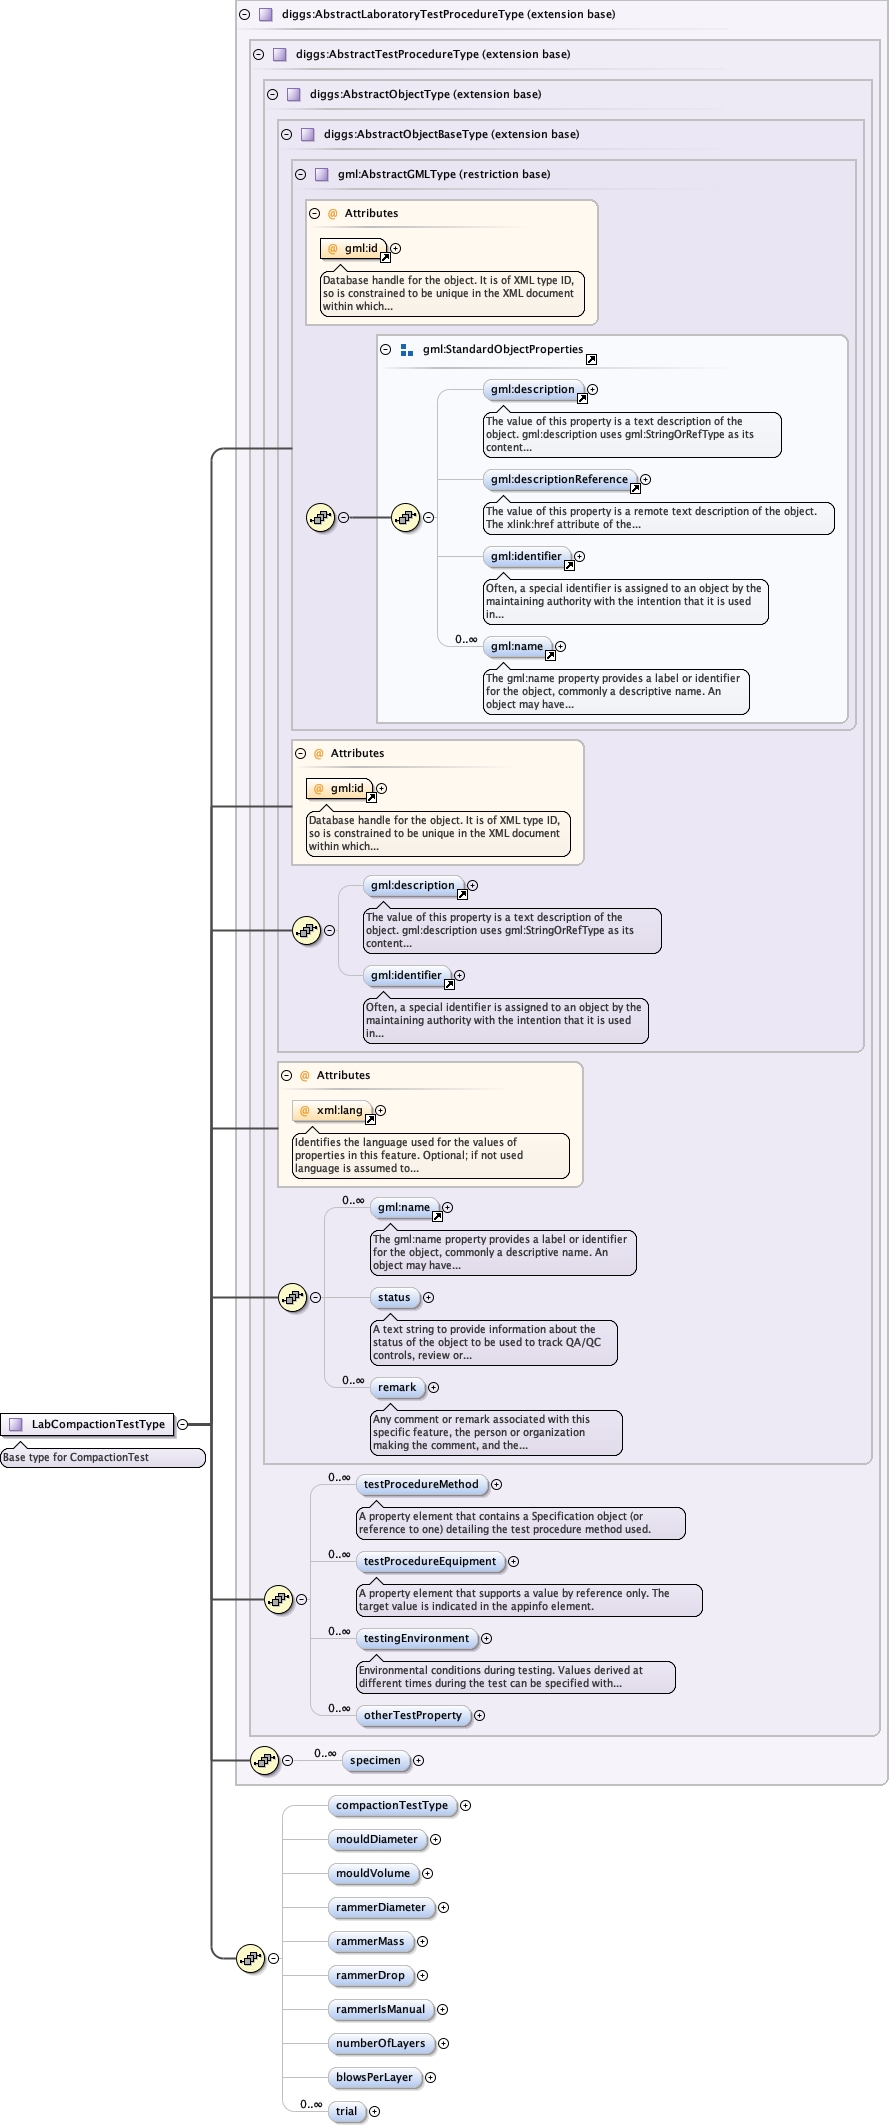 diggs:AbstractLaboratoryTestProcedureType (extension base)
diggs:AbstractTestProcedureType (extension base)
diggs:AbstractObjectType (extension base)
diggs:AbstractObjectBaseType (extension base)
gml:AbstractGMLType (restriction base)
@ Attributes
@ gml:id
Database handle for the object. It is of XML type ID,
so is constrained to be unique in the XML document
within which...
gml:StandardObjectProperties
gml:description
The value of this property is a text description of the
object. gml:description uses gml:StringOrRefType as its
content...
gml:descriptionReference
The value of this property is a remote text description of the object.
The xlink:href attribute of the...
gml:identifier
Often, a special identifier is assigned to an object by the
maintaining authority with the intention that it is used
in...
0..∞ gml:name
The gml:name property provides a label or identifier
for the object, commonly a descriptive name. An
object may have...
@ Attributes
@ gml:id
Database handle for the object. It is of XML type ID,
so is constrained to be unique in the XML document
within which...
gml:description
The value of this property is a text description of the
object. gml:description uses gml:StringOrRefType as its
content...
gml:identifier
Often, a special identifier is assigned to an object by the
maintaining authority with the intention that it is used
in...
@ Attributes
@ xml:lang
Identifies the language used for the values of
properties in this feature. Optional; if not used
language is assumed to...
0..∞ gml:name
The gml:name property provides a label or identifier
for the object, commonly a descriptive name. An
object may have...
status
A text string to provide information about the
status of the object to be used to track QA/QC
controls, review or...
0..∞ remark
Any comment or remark associated with this
specific feature, the person or organization
making the comment, and the...
LabCompactionTestType
Base type for CompactionTest
0..∞ testProcedureMethod
A property element that contains a Specification object (or
reference to one) detailing the test procedure method used.
0..∞ testProcedureEquipment
A property element that supports a value by reference only. The
target value is indicated in the appinfo element.
0..∞ testingEnvironment
Environmental conditions during testing. Values derived at
different times during the test can be specified with...
0..∞ otherTestProperty
0..∞ specimen
compactionTestType
mouldDiameter
mouldVolume
rammerDiameter
rammerMass
rammerDrop
rammerIsManual
numberOfLayers
blowsPerLayer
0..∞ trial